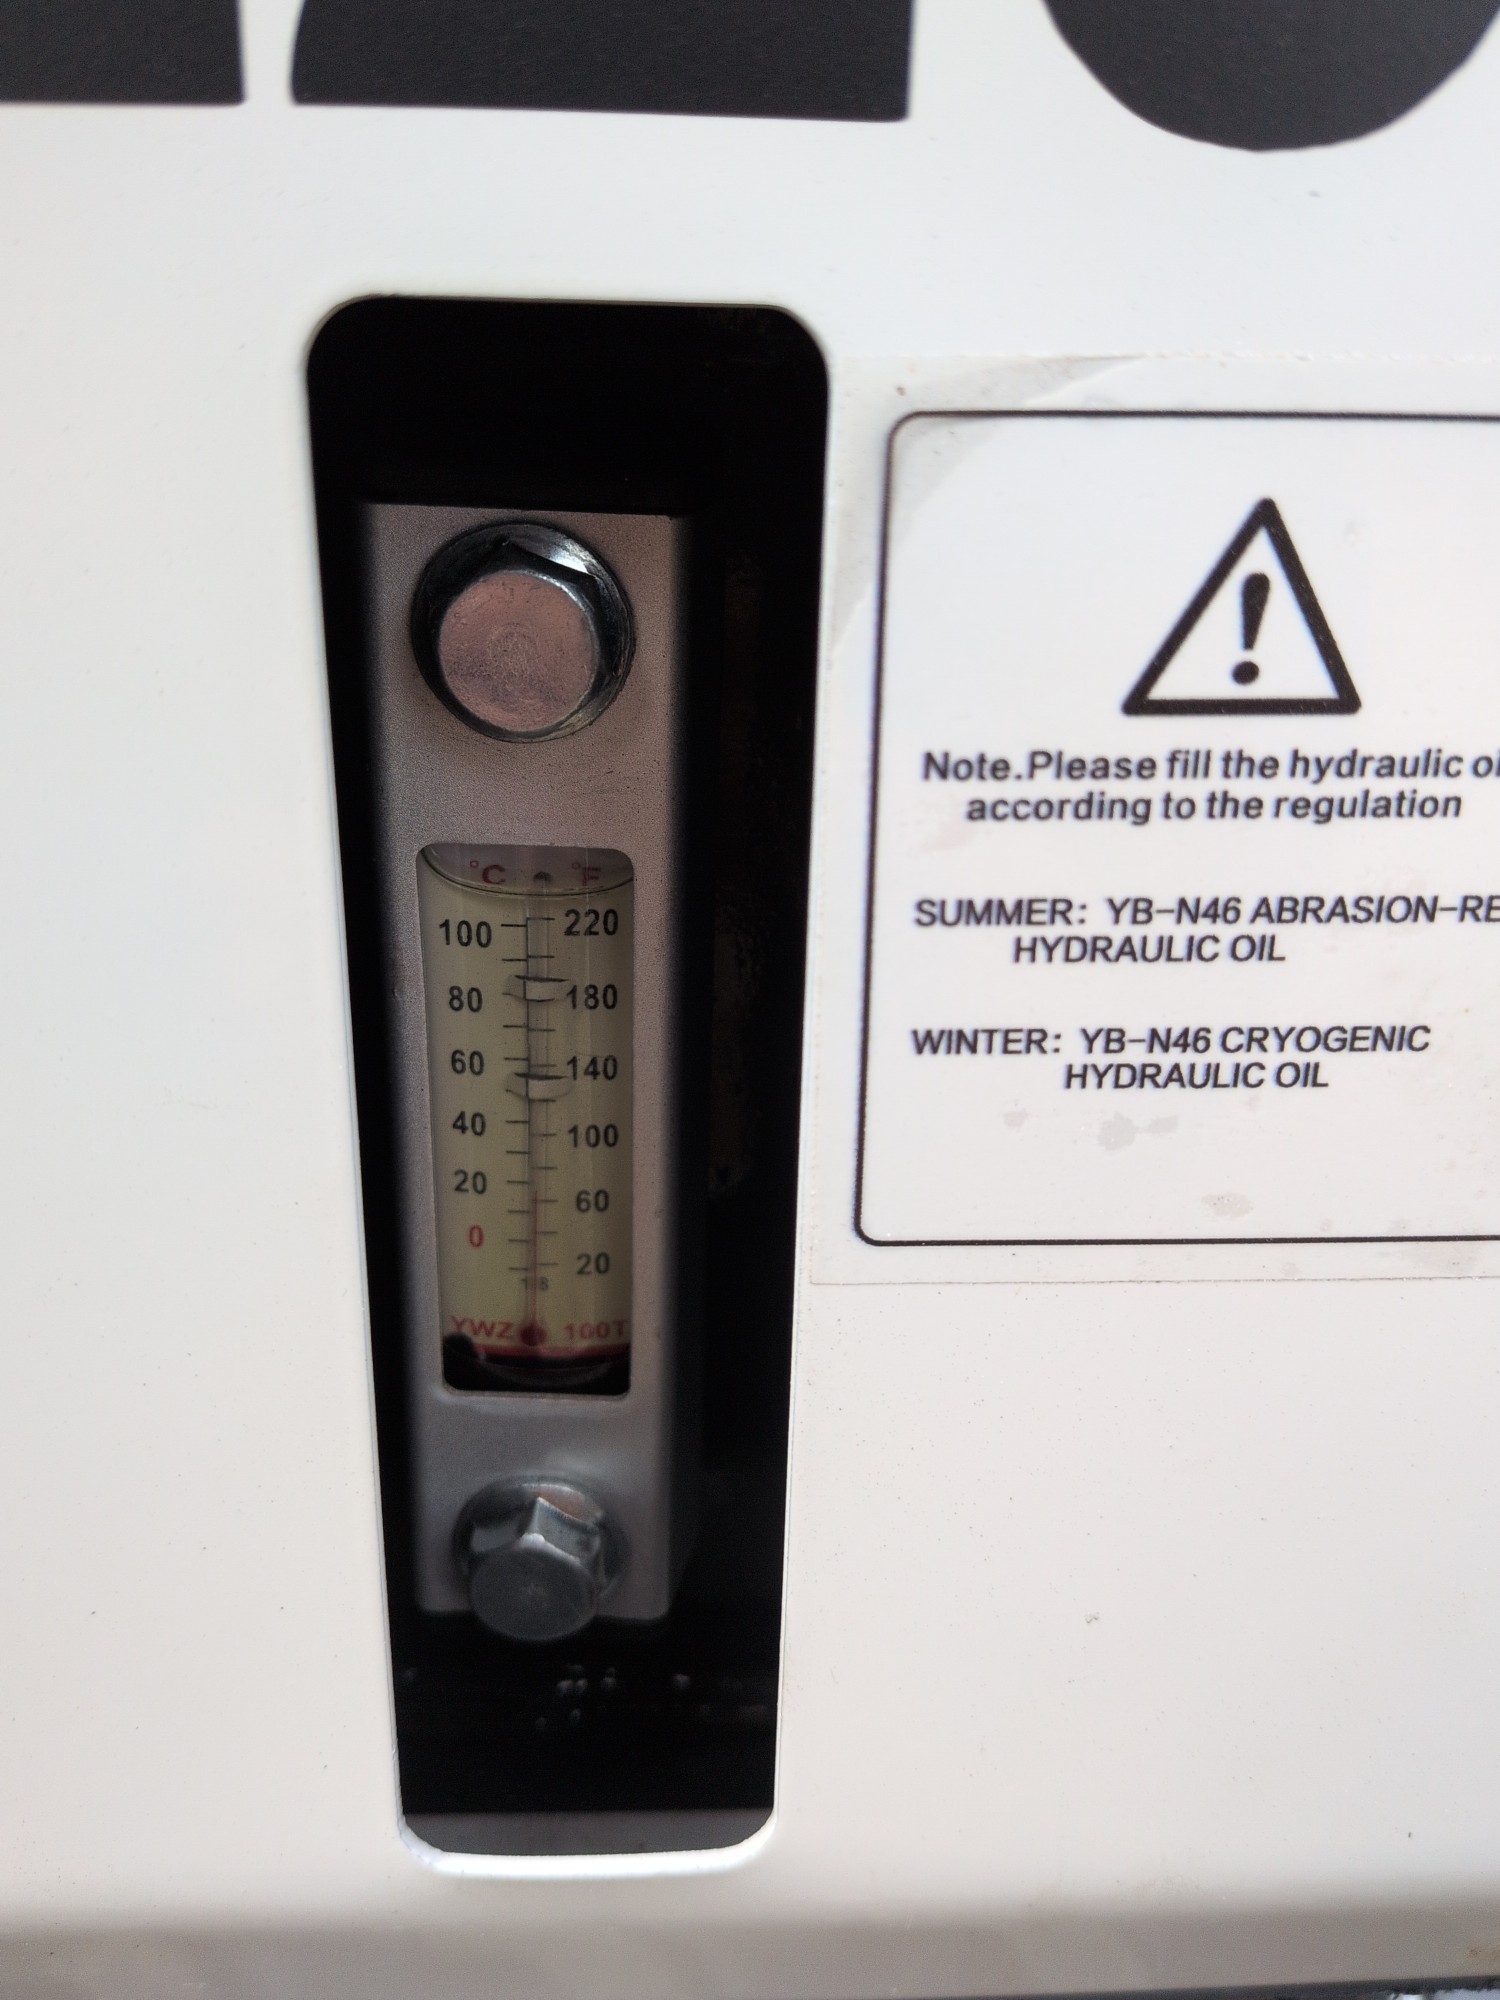 °C °F
100 220
80 180
60 140
40 100
20 60
0 20
YWZ 100T
Note.Please fill the hydraulic oi
according to the regulation
SUMMER: YB-N46 ABRASION-RE
HYDRAULIC OIL
WINTER: YB-N46 CRYOGENIC
HYDRAULIC OIL